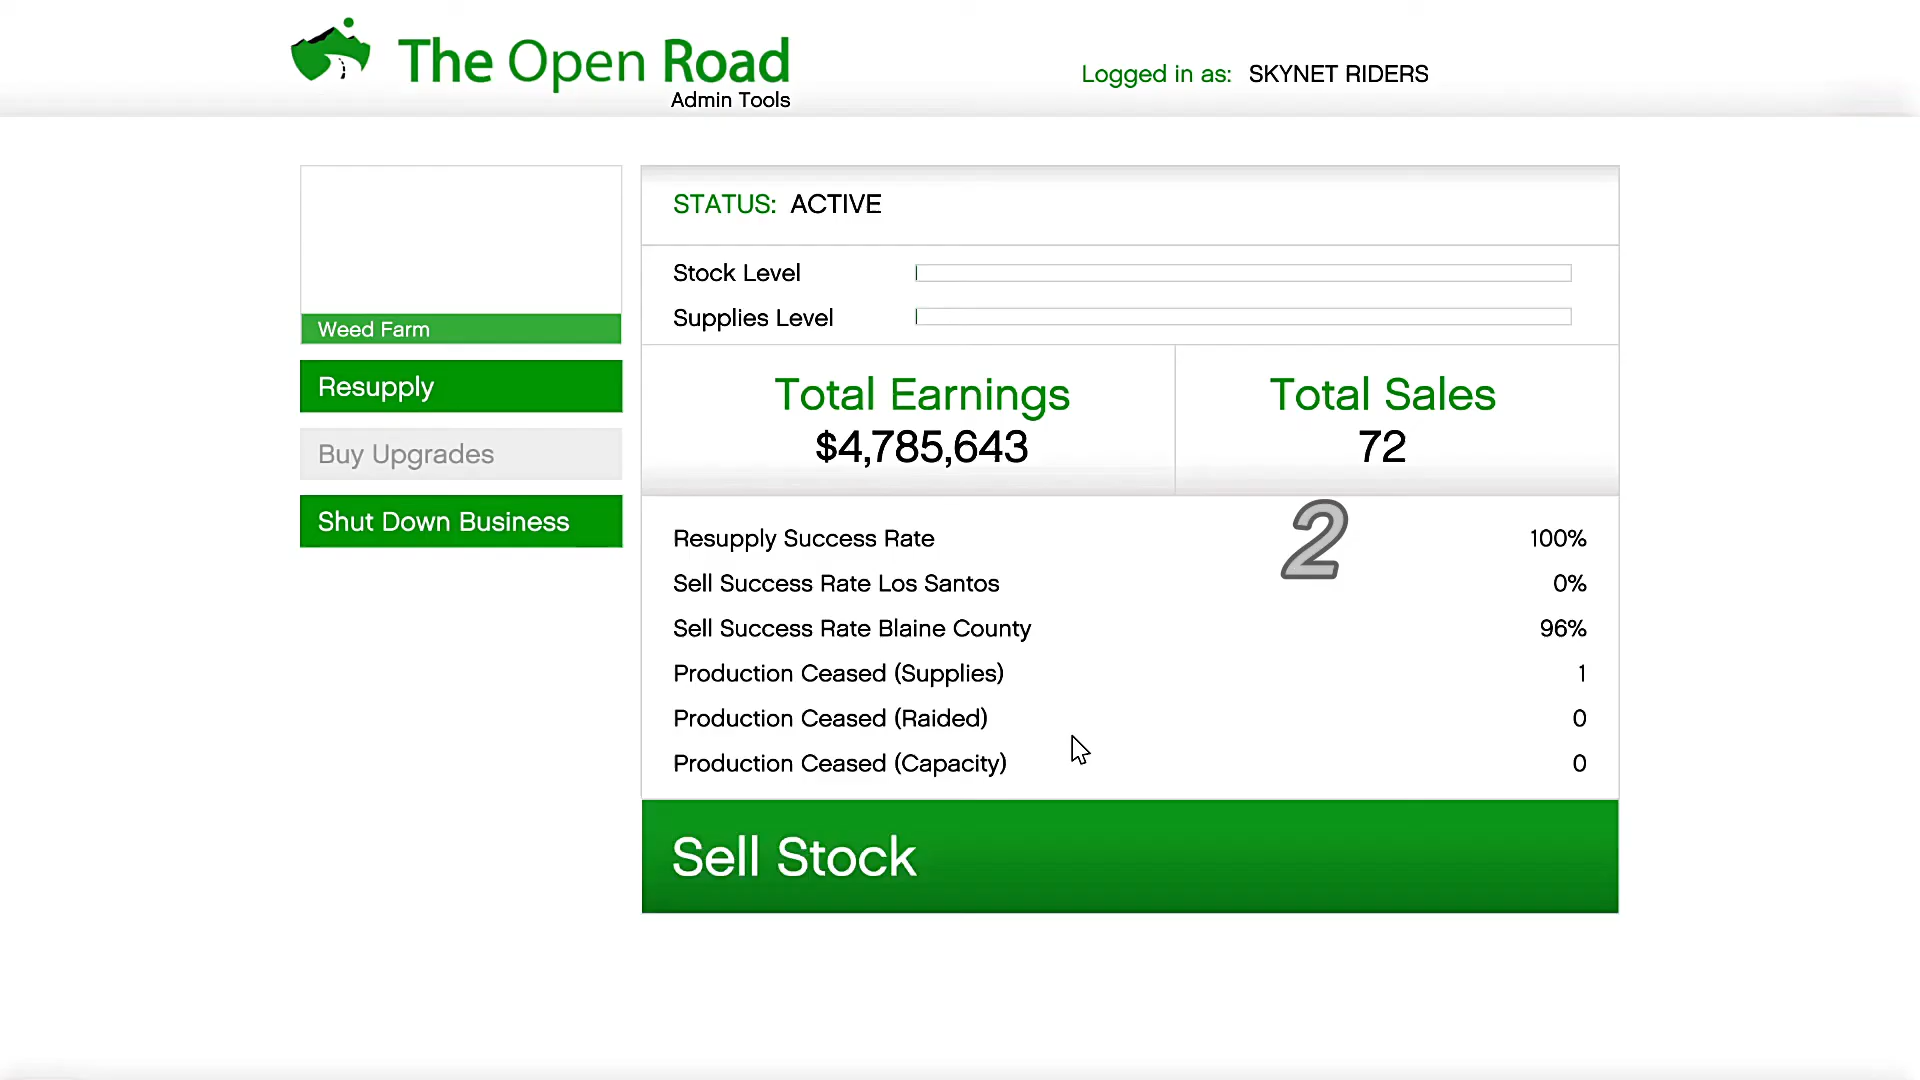 The Open Road
Admin Tools
Logged in as: SKYNET RIDERS
Weed Farm
Resupply
Buy Upgrades
Shut Down Business
STATUS: ACTIVE
Stock Level
Supplies Level
Total Earnings
$4,785,643
Total Sales
72
2
Resupply Success Rate 100%
Sell Success Rate Los Santos 0%
Sell Success Rate Blaine County 96%
Production Ceased (Supplies) 1
Production Ceased (Raided) 0
Production Ceased (Capacity) 0
Sell Stock